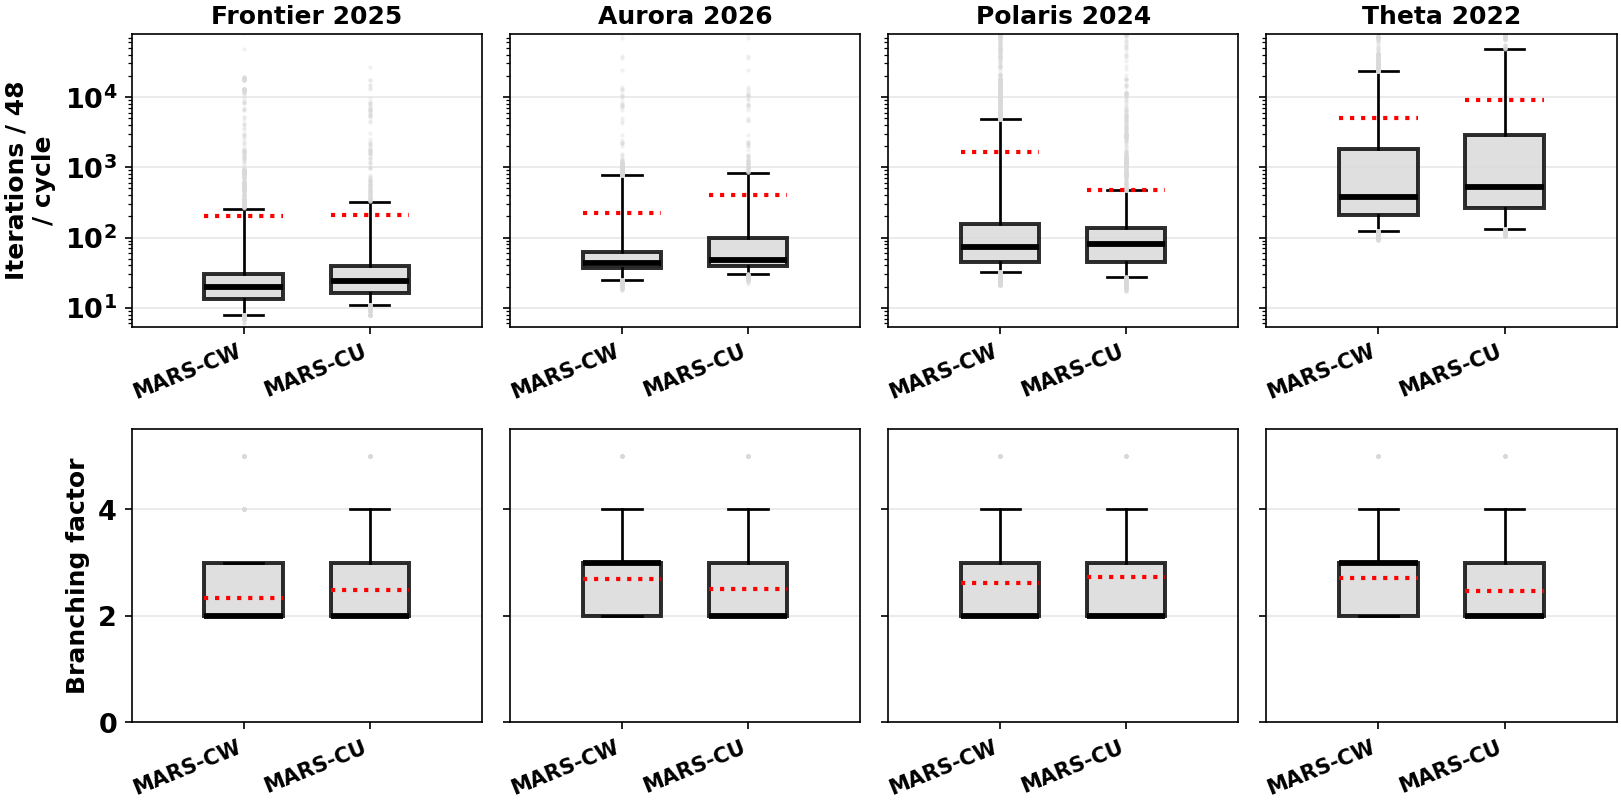 Frontier 2025
Aurora 2026
Polaris 2024
Theta 2022
Iterations / 48
/ cycle
10⁴
10³
10²
10¹
MARS-CW
MARS-CU
MARS-CW
MARS-CU
MARS-CW
MARS-CU
MARS-CW
MARS-CU
Branching factor
4
2
0
MARS-CW
MARS-CU
MARS-CW
MARS-CU
MARS-CW
MARS-CU
MARS-CW
MARS-CU